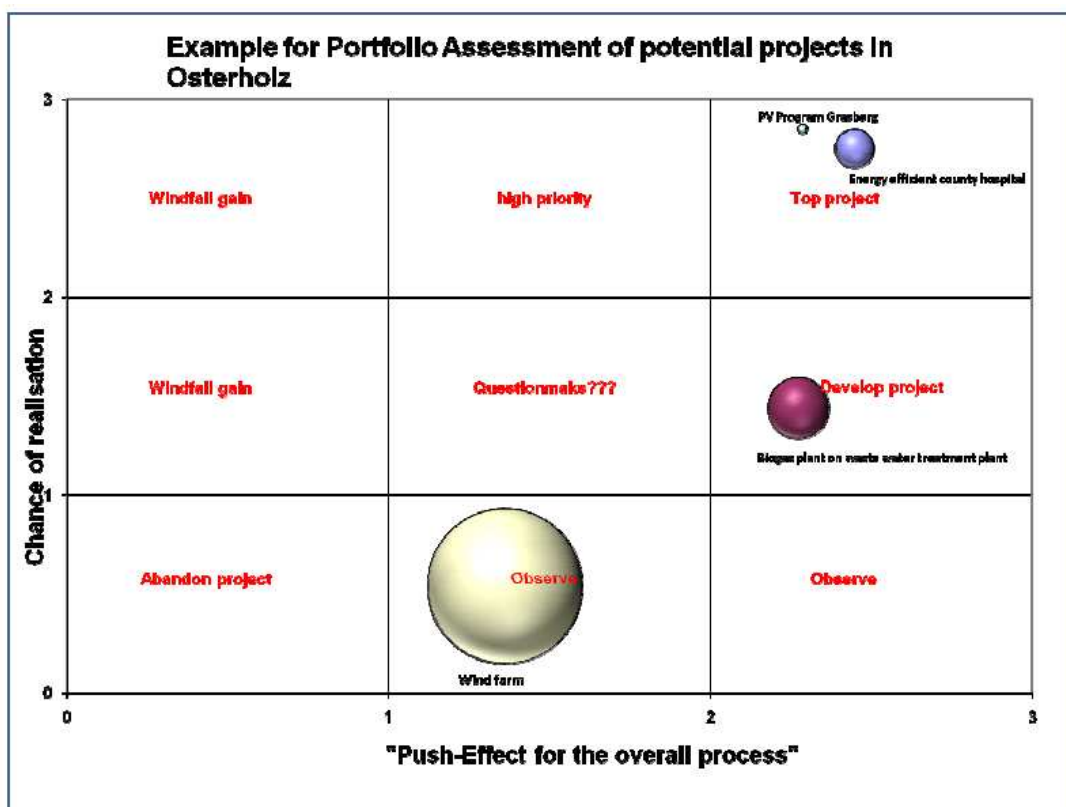 Example for Portfolio Assessment of potential projects in
Osterholz
3
PV Program Grasberg
Energy efficient county hospital
Windfall gain
high priority
Top project
2
Chance of realisation
Windfall gain
Questionmaks???
Develop project
Biogas plant on waste water treatment plant
1
Abandon project
Observe
Observe
Wind farm
0
0
1
2
3
"Push-Effect for the overall process"